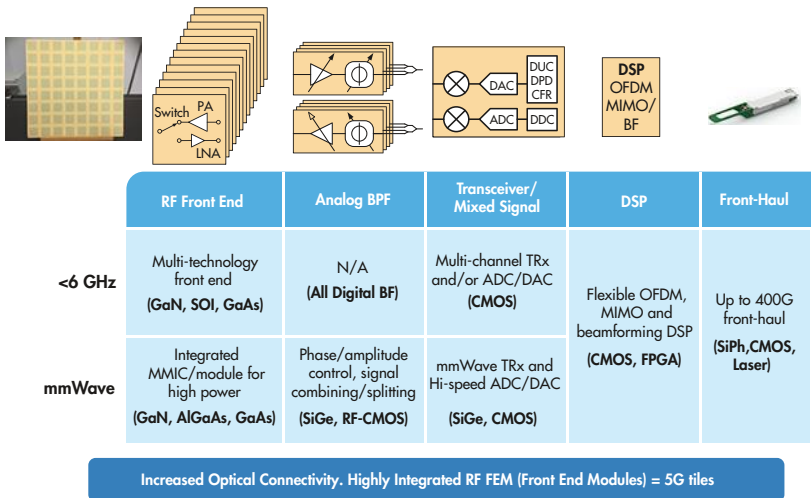 Switch
PA
LNA
DAC
DUC
DPD
CFR
ADC
DDC
DSP
OFDM
MIMO/
BF
RF Front End
Analog BPF
Transceiver/
Mixed Signal
DSP
Front-Haul
<6 GHz
Multi-technology
front end
(GaN, SOI, GaAs)
N/A
(All Digital BF)
Multi-channel TRx
and/or ADC/DAC
(CMOS)
Flexible OFDM,
MIMO and
beamforming DSP
(CMOS, FPGA)
Up to 400G
front-haul
(SiPh,CMOS,
Laser)
mmWave
Integrated
MMIC/module for
high power
(GaN, AlGaAs, GaAs)
Phase/amplitude
control, signal
combining/splitting
(SiGe, RF-CMOS)
mmWave TRx and
Hi-speed ADC/DAC
(SiGe, CMOS)
Increased Optical Connectivity. Highly Integrated RF FEM (Front End Modules) = 5G tiles